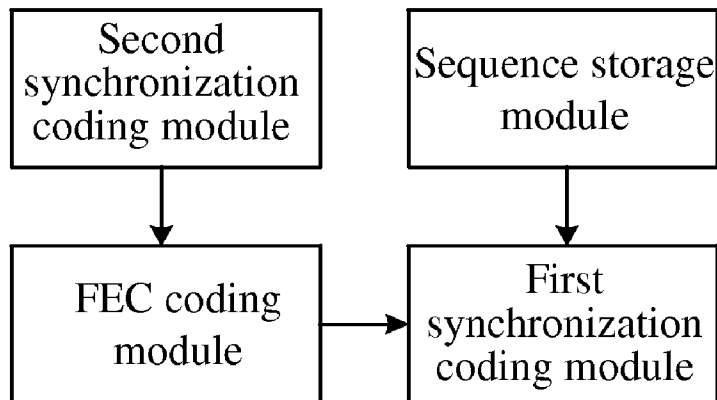 Second
synchronization
coding module
Sequence storage
module
FEC coding
module
First
synchronization
coding module